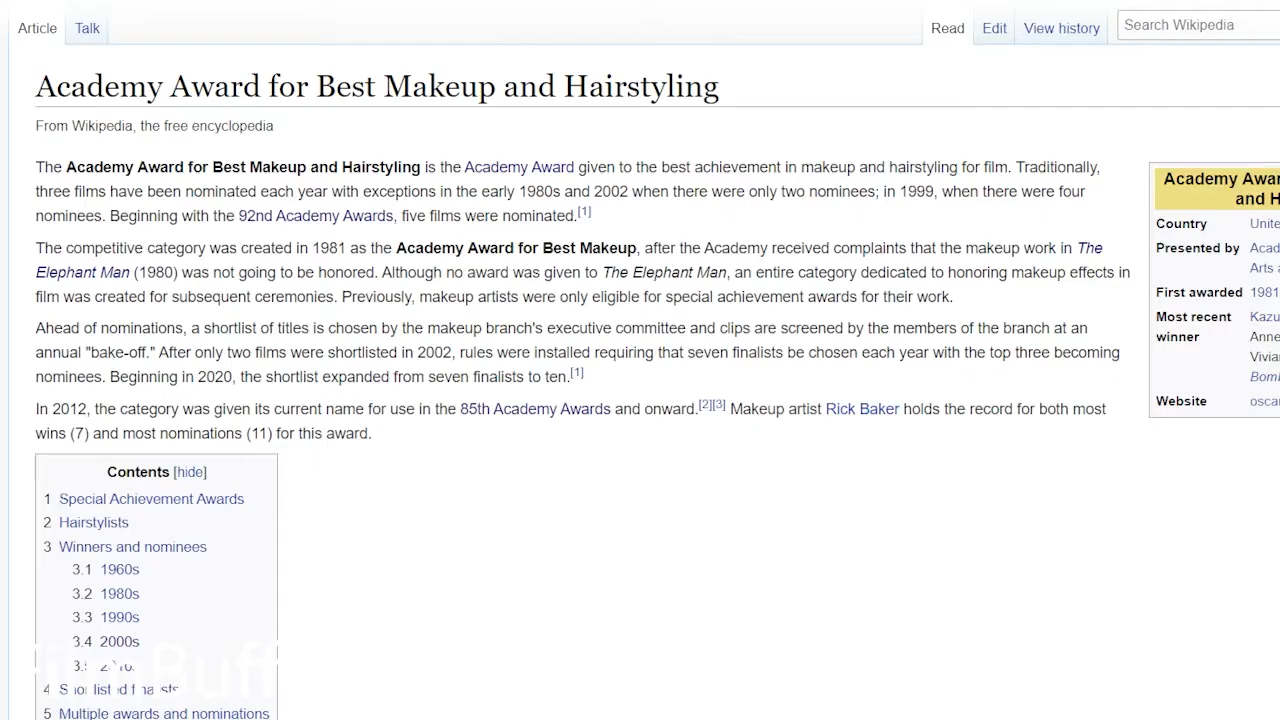 Article Talk Read Edit View history Search Wikipedia
Academy Award for Best Makeup and Hairstyling
From Wikipedia, the free encyclopedia
The Academy Award for Best Makeup and Hairstyling is the Academy Award given to the best achievement in makeup and hairstyling for film. Traditionally,
three films have been nominated each year with exceptions in the early 1980s and 2002 when there were only two nominees; in 1999, when there were four
nominees. Beginning with the 92nd Academy Awards, five films were nominated.[1]
The competitive category was created in 1981 as the Academy Award for Best Makeup, after the Academy received complaints that the makeup work in The
Elephant Man (1980) was not going to be honored. Although no award was given to The Elephant Man, an entire category dedicated to honoring makeup effects in
film was created for subsequent ceremonies. Previously, makeup artists were only eligible for special achievement awards for their work.
Ahead of nominations, a shortlist of titles is chosen by the makeup branch's executive committee and clips are screened by the members of the branch at an
annual "bake-off." After only two films were shortlisted in 2002, rules were installed requiring that seven finalists be chosen each year with the top three becoming
nominees. Beginning in 2020, the shortlist expanded from seven finalists to ten.[1]
In 2012, the category was given its current name for use in the 85th Academy Awards and onward.[2][3] Makeup artist Rick Baker holds the record for both most
wins (7) and most nominations (11) for this award.
Contents [hide]
1 Special Achievement Awards
2 Hairstylists
3 Winners and nominees
3.1 1960s
3.2 1980s
3.3 1990s
3.4 2000s
4
5 Multiple awards and nominations
Academy Awar
and H
Country Unite
Presented by Acad
Arts a
First awarded 1981
Most recent Kazu
winner Anne
Vivia
Bomb
Website osca
FilmBuff